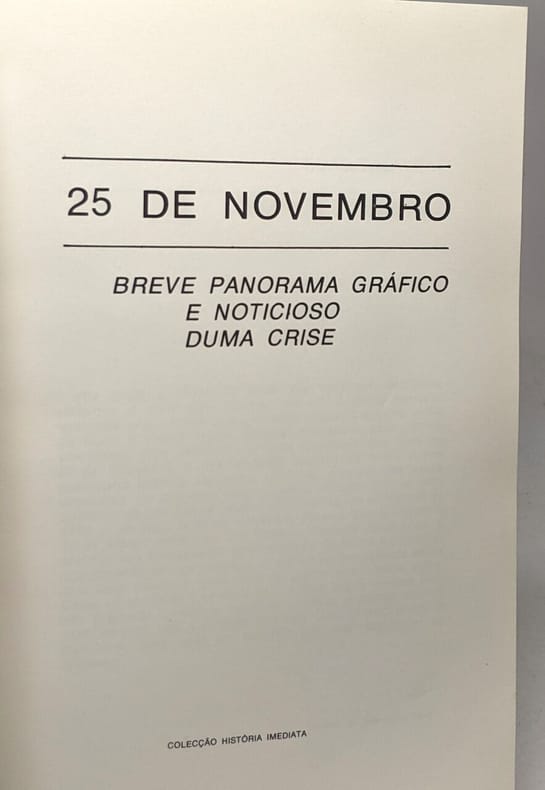 25 DE NOVEMBRO
BREVE PANORAMA GRÁFICO
E NOTICIOSO
DUMA CRISE
COLECÇÃO HISTÓRIA IMEDIATA